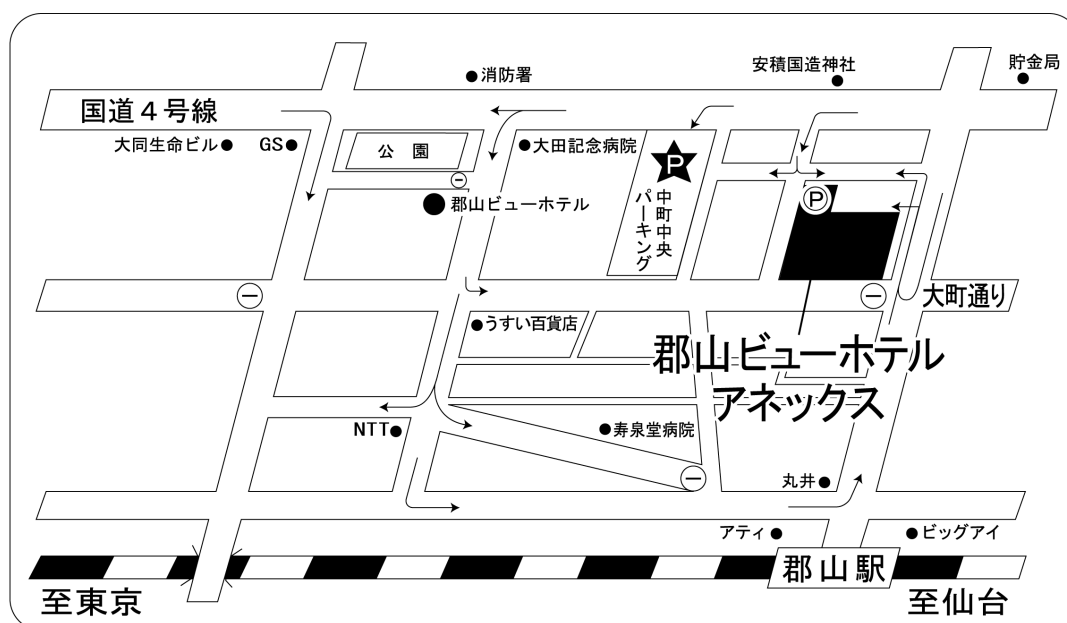 消防署
安積国造神社
貯金局
国道4号線
大同生命ビル
GS
公園
大田記念病院
P
中町中央
パーキング
P
郡山ビューホテル
大町通り
うすい百貨店
郡山ビューホテル
アネックス
NTT
寿泉堂病院
丸井
アティ
ビッグアイ
郡山駅
至東京
至仙台